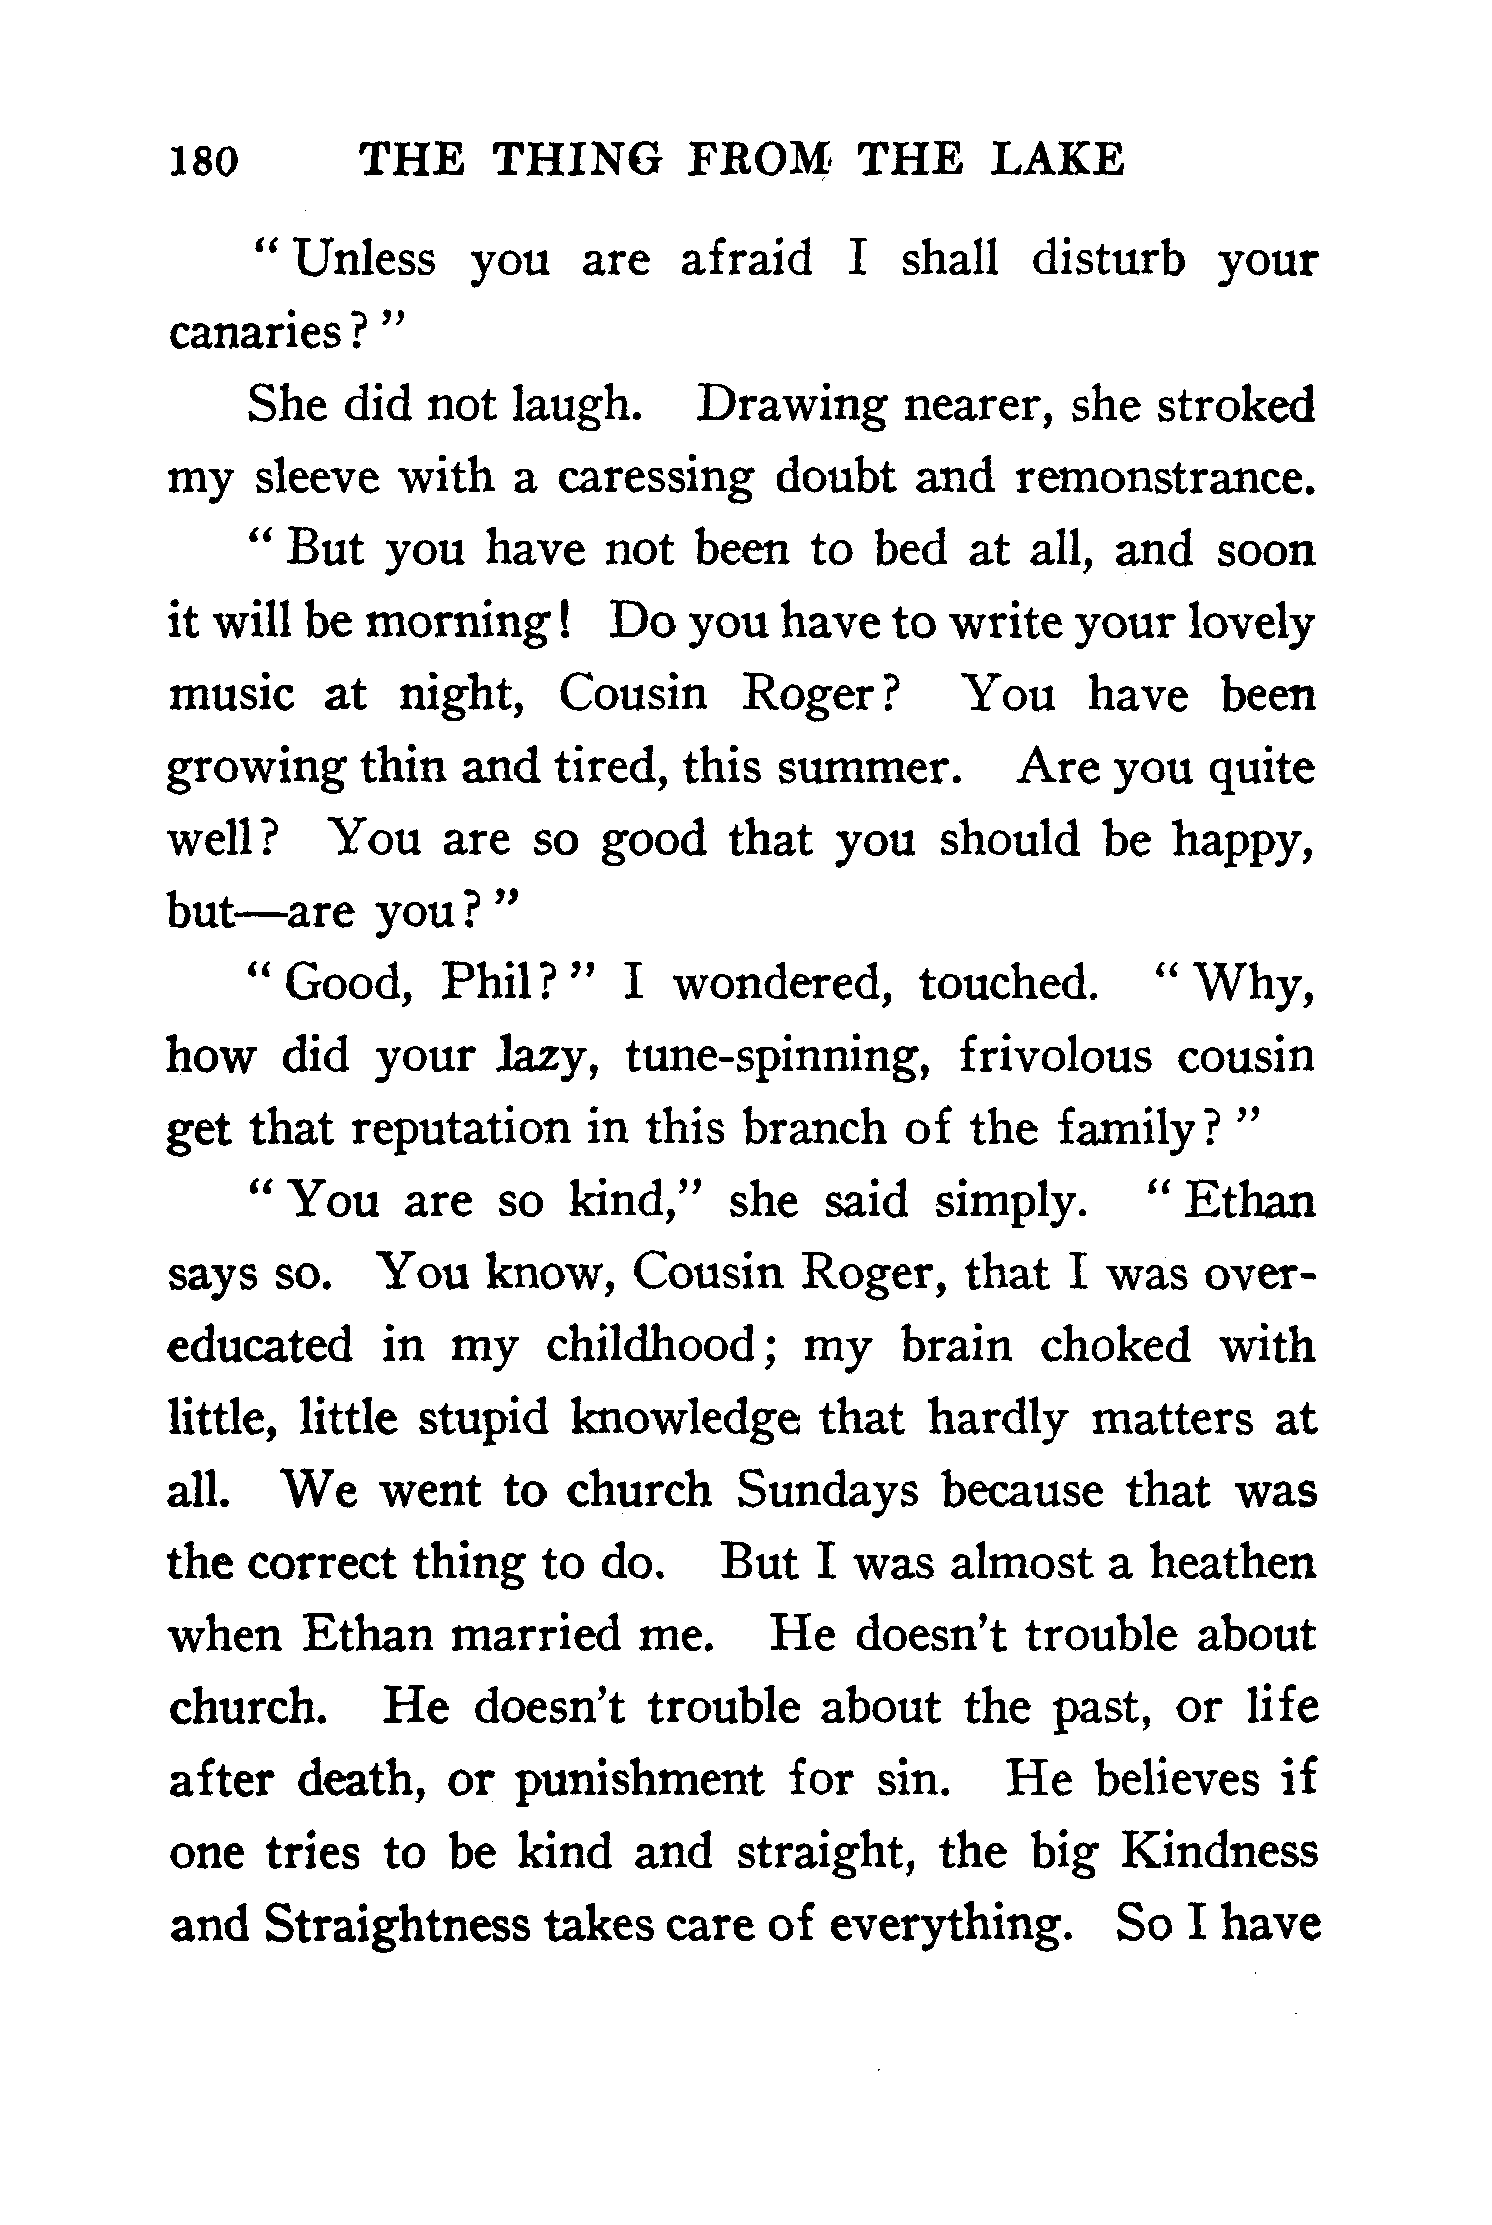 180 THE THING FROM THE LAKE
“ Unless you are afraid I shall disturb your
canaries? ”
She did not laugh. Drawing nearer, she stroked
my sleeve with a caressing doubt and remonstrance.
“ But you have not been to bed at all, and soon
it will be morning! Do you have to write your lovely
music at night, Cousin Roger? You have been
growing thin and tired, this summer. Are you quite
well? You are so good that you should be happy,
but—are you? ”
“ Good, Phil? ” I wondered, touched. “ Why,
how did your lazy, tune-spinning, frivolous cousin
get that reputation in this branch of the family? ”
“ You are so kind,” she said simply. “ Ethan
says so. You know, Cousin Roger, that I was over-
educated in my childhood; my brain choked with
little, little stupid knowledge that hardly matters at
all. We went to church Sundays because that was
the correct thing to do. But I was almost a heathen
when Ethan married me. He doesn’t trouble about
church. He doesn’t trouble about the past, or life
after death, or punishment for sin. He believes if
one tries to be kind and straight, the big Kindness
and Straightness takes care of everything. So I have